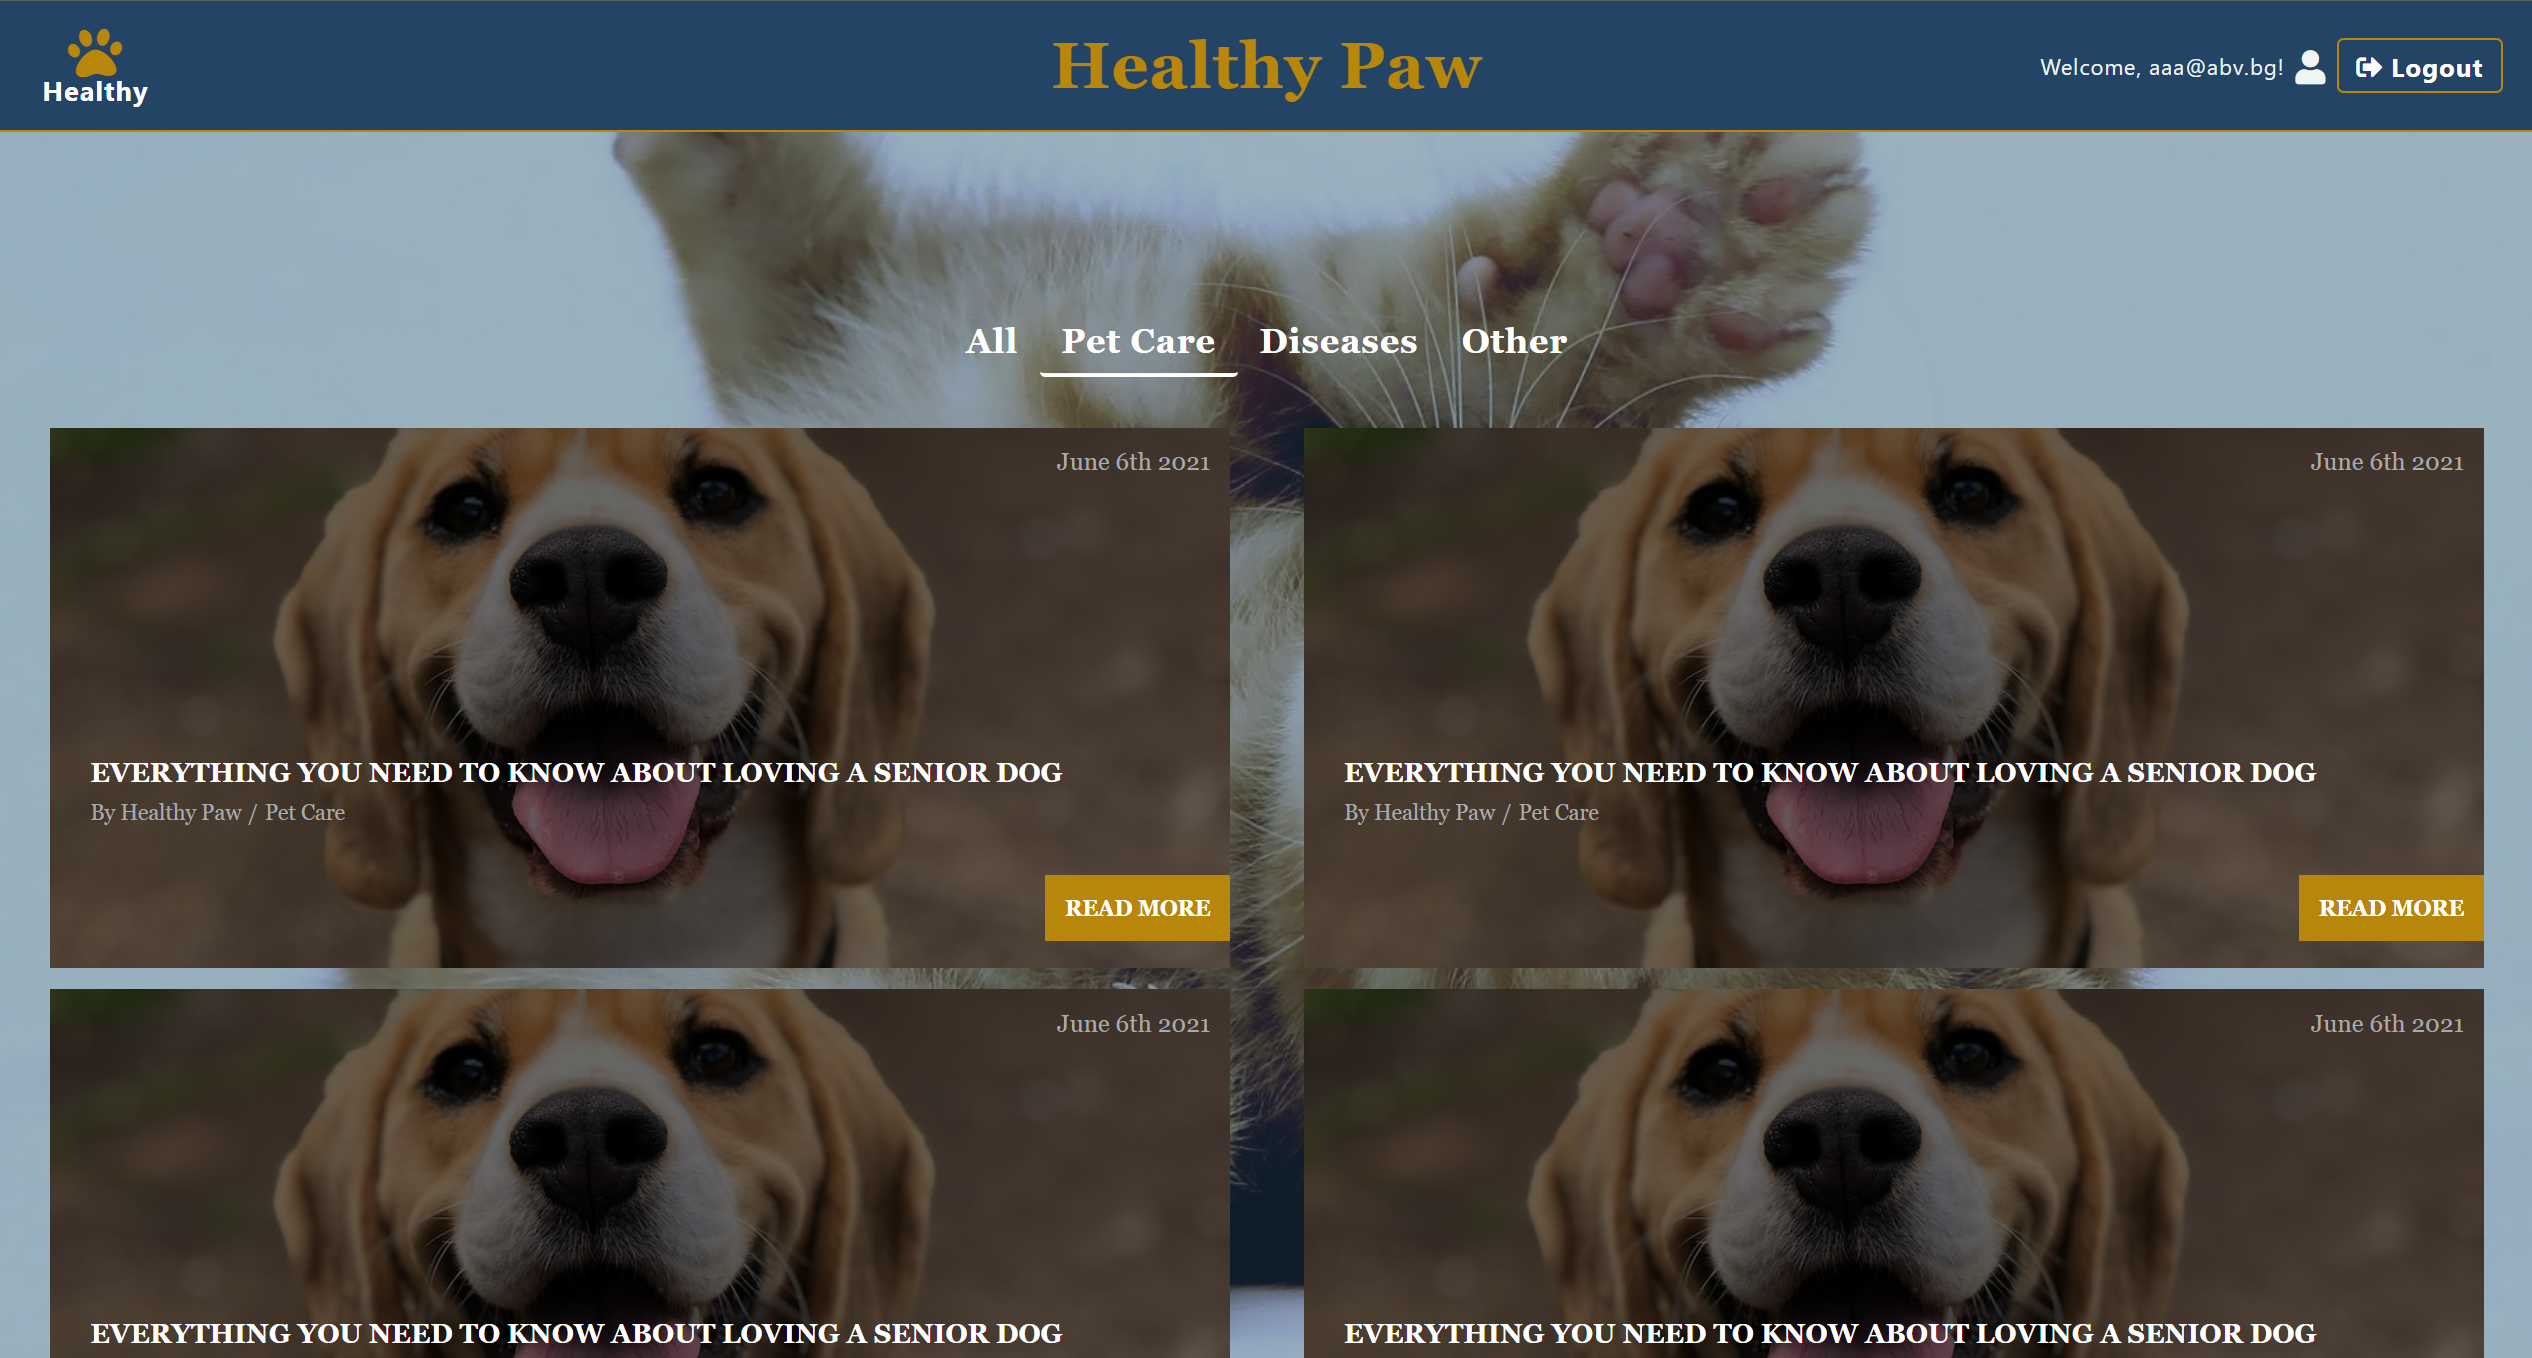 Healthy
Healthy Paw
Welcome, aaa@abv.bg!
Logout
All Pet Care Diseases Other
June 6th 2021
EVERYTHING YOU NEED TO KNOW ABOUT LOVING A SENIOR DOG
By Healthy Paw / Pet Care
READ MORE
June 6th 2021
EVERYTHING YOU NEED TO KNOW ABOUT LOVING A SENIOR DOG
By Healthy Paw / Pet Care
READ MORE
June 6th 2021
EVERYTHING YOU NEED TO KNOW ABOUT LOVING A SENIOR DOG
June 6th 2021
EVERYTHING YOU NEED TO KNOW ABOUT LOVING A SENIOR DOG